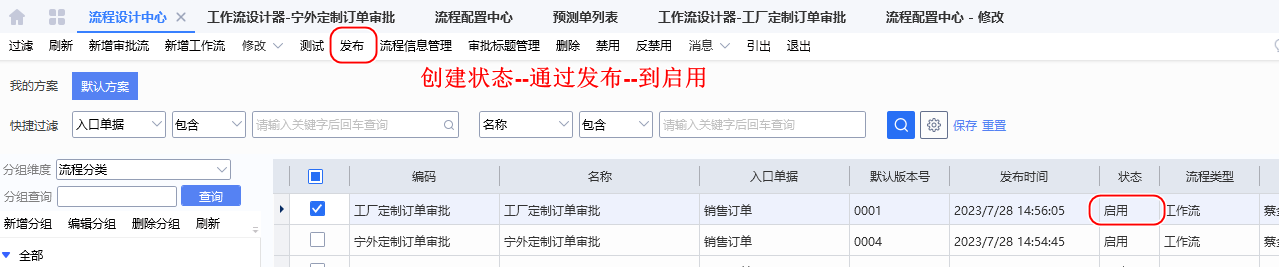 流程设计中心 工作流设计器-宁外定制订单审批 流程配置中心 预测单列表 工作流设计器-工厂定制订单审批 流程配置中心 - 修改
过滤 刷新 新增审批流 新增工作流 修改 测试 发布 流程信息管理 审批标题管理 删除 禁用 反禁用 消息 引出 退出
创建状态--通过发布--到启用
我的方案 默认方案
快捷过滤 入口单据 包含 请输入关键字后回车查询 名称 包含 请输入关键字后回车查询 保存 重置
分组维度 流程分类
分组查询 查询
新增分组 编辑分组 删除分组 刷新
全部
编码 名称 入口单据 默认版本号 发布时间 状态 流程类型
工厂定制订单审批 工厂定制订单审批 销售订单 0001 2023/7/28 14:56:05 启用 工作流
宁外定制订单审批 宁外定制订单审批 销售订单 0004 2023/7/28 14:54:45 启用 工作流